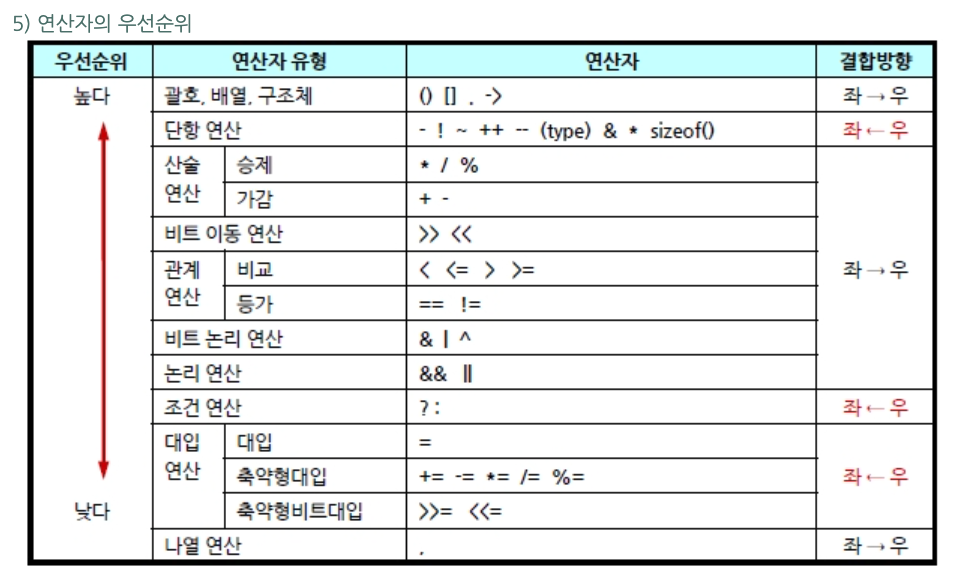 5) 연산자의 우선순위
우선순위 연산자 유형 연산자 결합방향
높다 괄호, 배열, 구조체 () [] . -> 좌 → 우
단항 연산 - ! ~ ++ -- (type) & * sizeof() 좌 ← 우
산술 연산 승제 * / %
가감 + -
비트 이동 연산 >> <<
관계 연산 비교 < <= > >= 좌 → 우
등가 == !=
비트 논리 연산 & | ^
논리 연산 && ||
조건 연산 ? : 좌 ← 우
대입 연산 대입 =
축약형대입 += -= *= /= %= 좌 ← 우
낮다 축약형비트대입 >>= <<=
나열 연산 , 좌 → 우